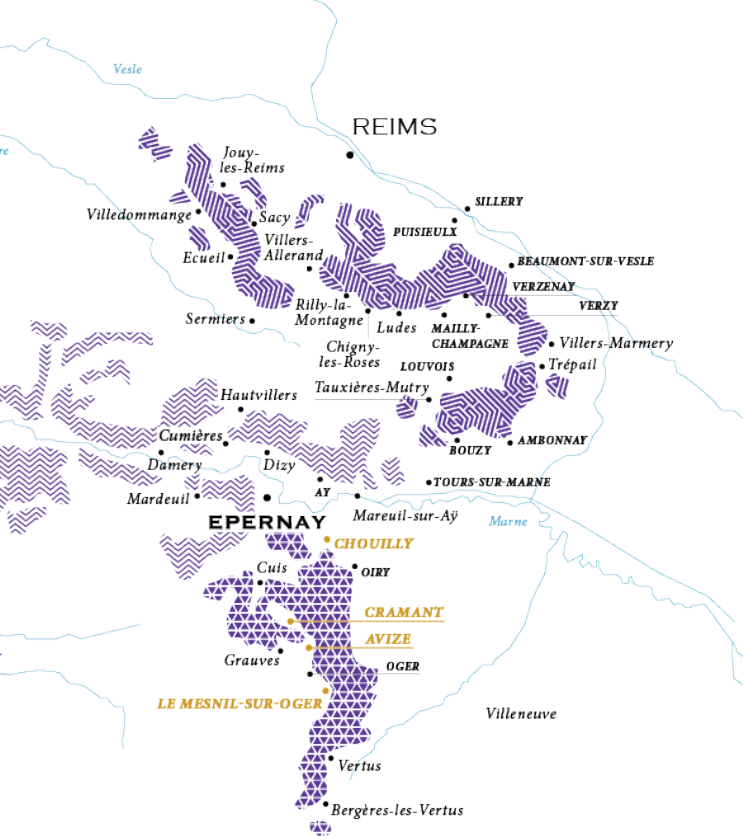 Vesle
REIMS
re
Jouy-
les-Reims
SILLERY
Villedommange
Sacy
PUISIEULX
Villers-
Allerand
Ecueil
BEAUMONT-SUR-VESLE
VERZENAY
Rilly-la-
Montagne
VERZY
Sermiers
Ludes
MAILLY-
CHAMPAGNE
Chigny-
les-Roses
Villers-Marmery
LOUVOIS
Trépail
Tauxières-Mutry
Hautvillers
Cumières
AMBONNAY
BOUZY
Damery
Dizy
TOURS-SUR-MARNE
AY
Mardeuil
Mareuil-sur-Aÿ
EPERNAY
Marne
CHOUILLY
Cuis
OIRY
CRAMANT
AVIZE
Grauves
OGER
LE MESNIL-SUR-OGER
Villeneuve
Vertus
Bergères-les-Vertus